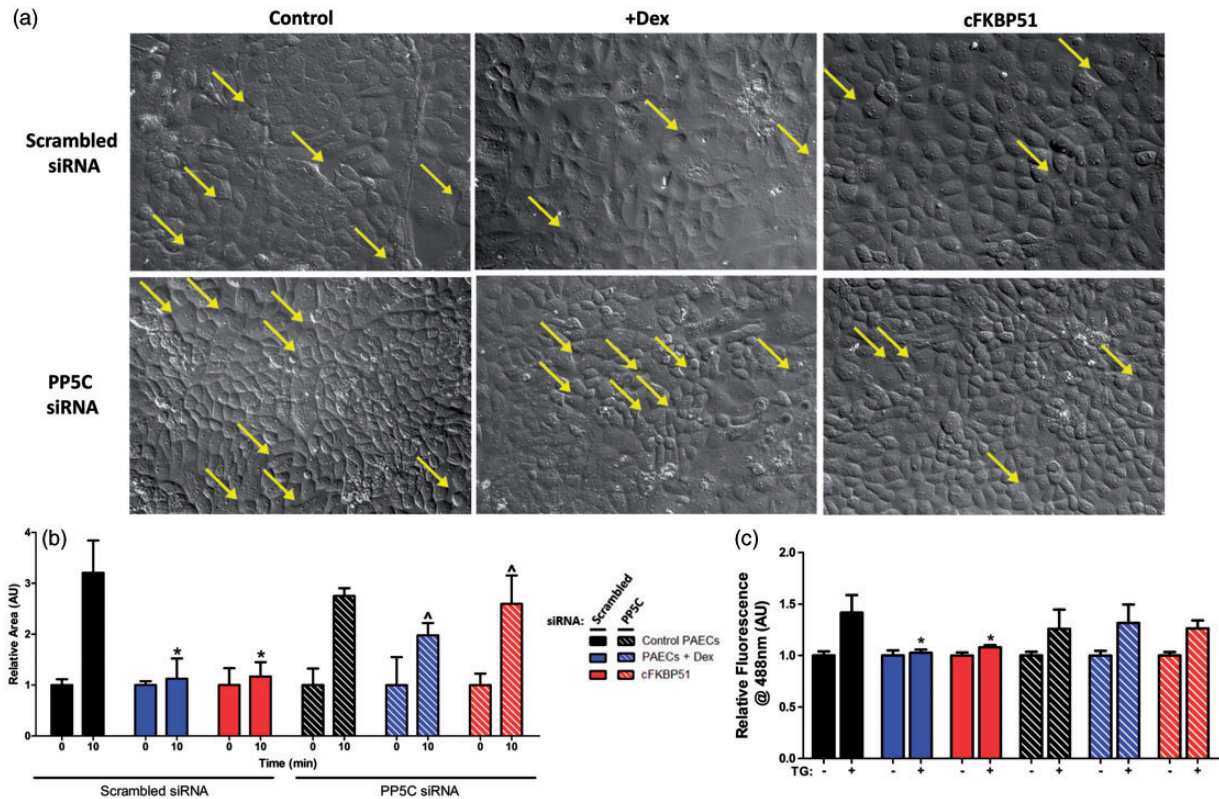 (a)
Control
+Dex
cFKBP51
Scrambled
siRNA
PP5C
siRNA
(b)
Relative Area (AU)
4
3
2
1
0
0 10 0 10 0 10 0 10 0 10 0 10
* * ^ ^
Time (min)
Scrambled siRNA
PP5C siRNA
siRNA: Scrambled PP5C
Control PAECs
PAECs + Dex
cFKBP51
(c)
Relative Fluorescence
@ 488nm (AU)
2.0
1.5
1.0
0.5
0.0
* *
TG: - + - + - + - + - + - +